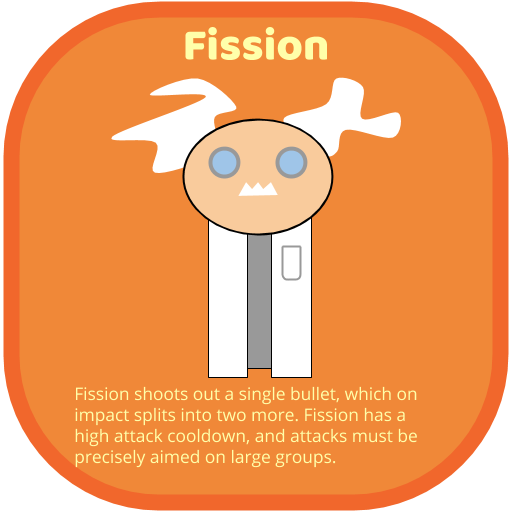 Fission
Fission shoots out a single bullet, which on
impact splits into two more. Fission has a
high attack cooldown, and attacks must be
precisely aimed on large groups.